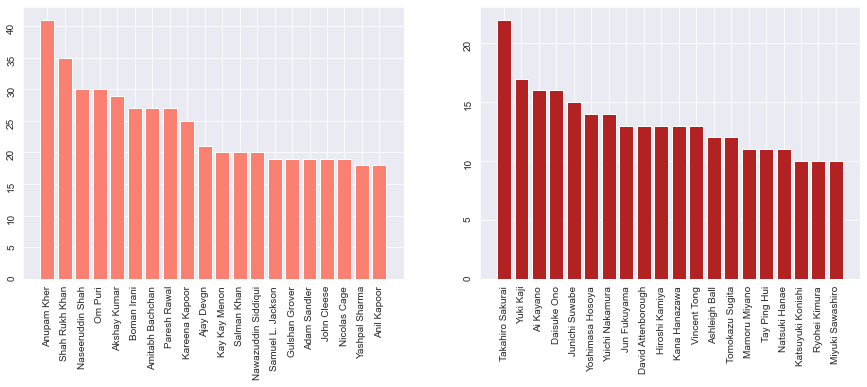 40
35
30
25
20
15
10
5
0
Anupam Kher
Shah Rukh Khan
Naseeruddin Shah
Om Puri
Akshay Kumar
Boman Irani
Amitabh Bachchan
Paresh Rawal
Kareena Kapoor
Ajay Devgn
Kay Kay Menon
Salman Khan
Nawazuddin Siddiqui
Samuel L. Jackson
Gulshan Grover
Adam Sandler
John Cleese
Nicolas Cage
Yashpal Sharma
Anil Kapoor
20
15
10
5
0
Takahiro Sakurai
Yuki Kaji
Ai Kayano
Daisuke Ono
Junichi Suwabe
Yoshimasa Hosoya
Yuichi Nakamura
Jun Fukuyama
David Attenborough
Hiroshi Kamiya
Kana Hanazawa
Vincent Tong
Ashleigh Ball
Tomokazu Sugita
Mamoru Miyano
Tay Ping Hui
Natsuki Hanae
Katsuyuki Konishi
Ryohei Kimura
Miyuki Sawashiro